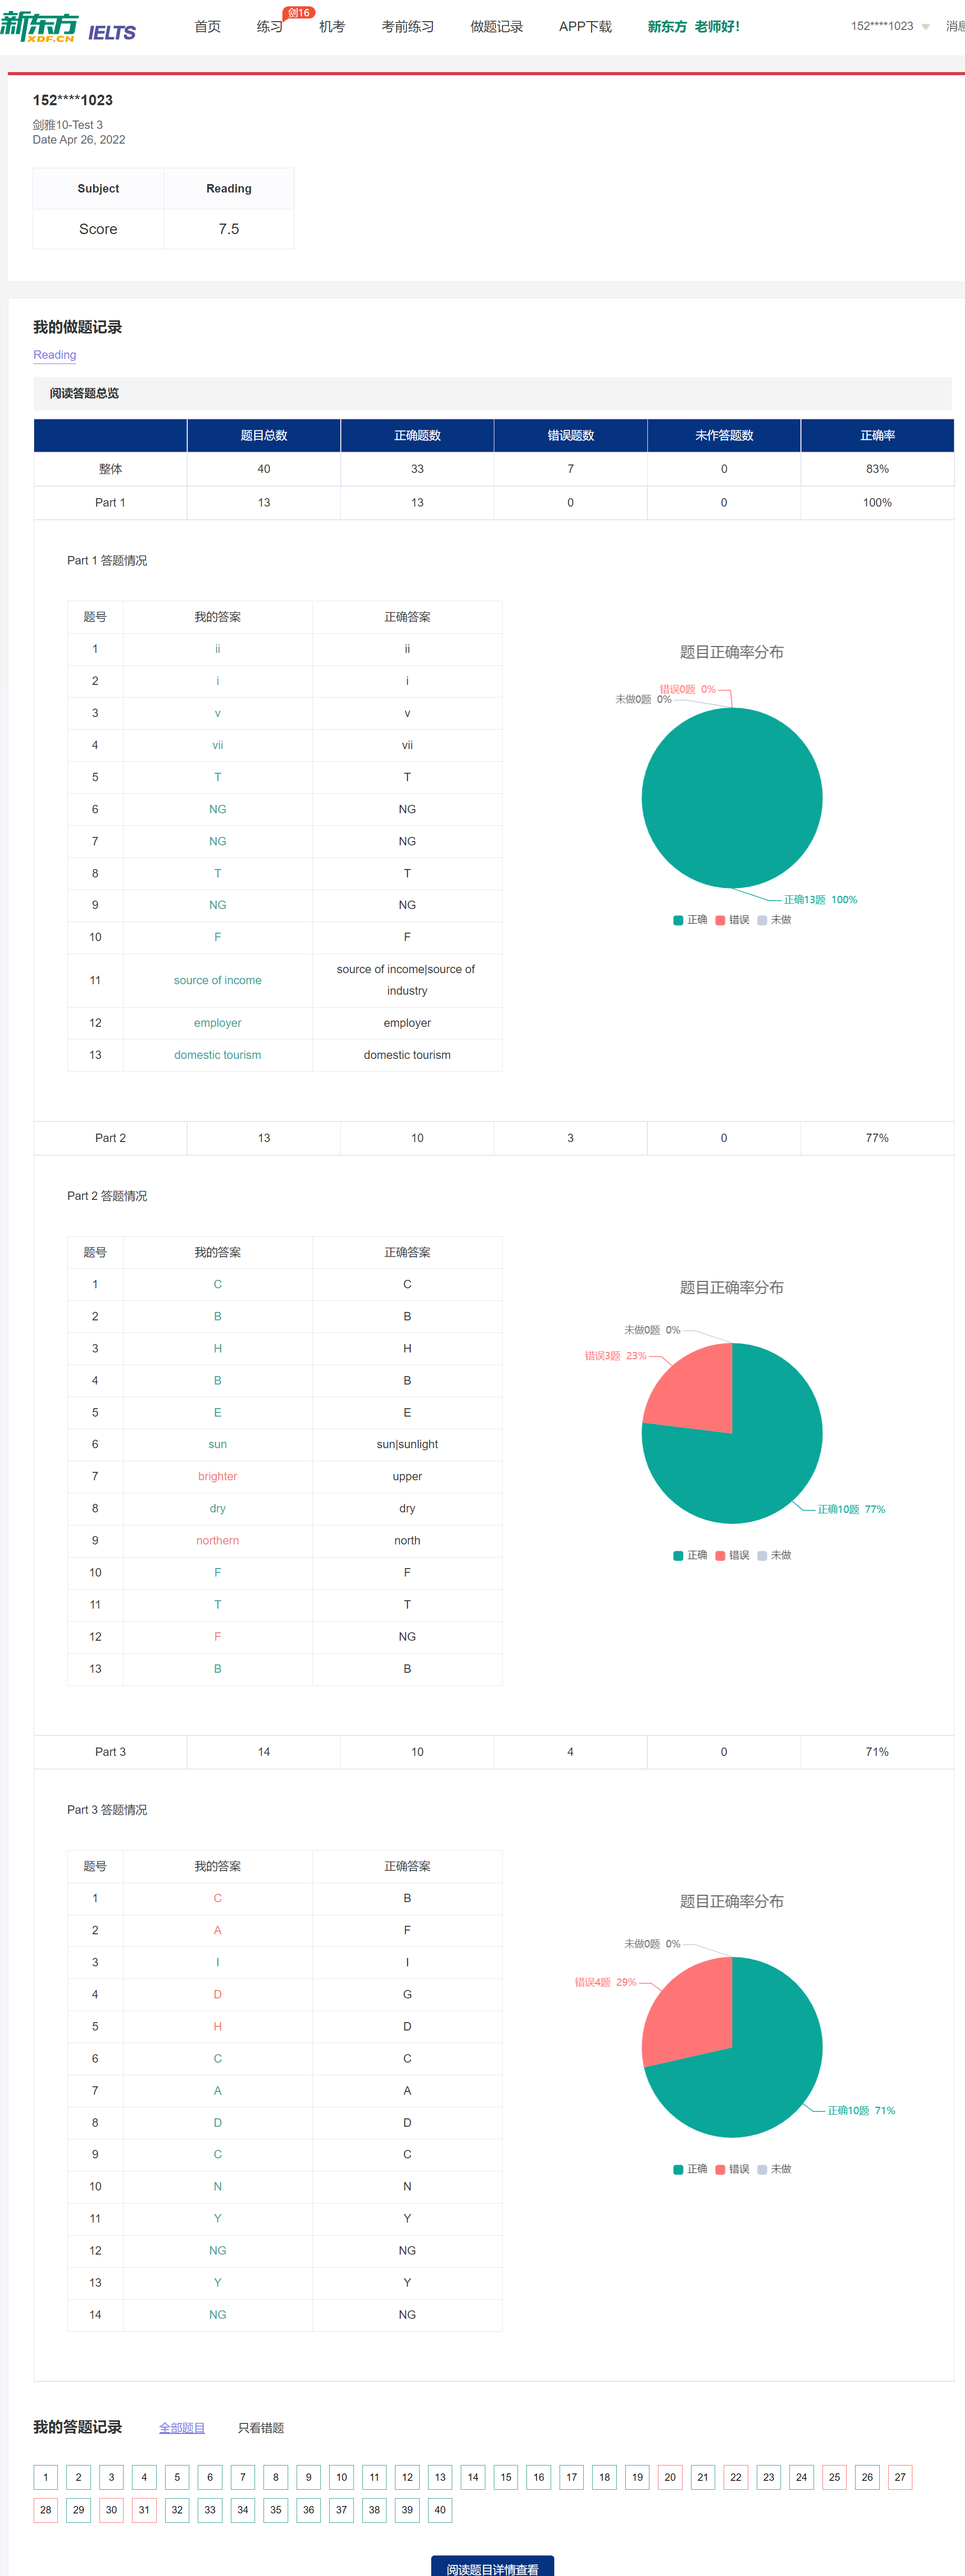 新东方 XDF.CN IELTS 首页 练习 剑16 机考 考前练习 做题记录 APP下载 新东方 老师好! 152****1023 消息
152****1023
剑雅10-Test 3
Date Apr 26, 2022
Subject Reading
Score 7.5
我的做题记录
Reading
阅读答题总览
题目总数 正确题数 错误题数 未作答题数 正确率
整体 40 33 7 0 83%
Part 1 13 13 0 0 100%
Part 1 答题情况
题号 我的答案 正确答案
1 ii ii
2 i i
3 v v
4 vii vii
5 T T
6 NG NG
7 NG NG
8 T T
9 NG NG
10 F F
11 source of income source of income|source of industry
12 employer employer
13 domestic tourism domestic tourism
题目正确率分布
错误0题 0%
未做0题 0%
正确13题 100%
正确 错误 未做
Part 2 13 10 3 0 77%
Part 2 答题情况
题号 我的答案 正确答案
1 C C
2 B B
3 H H
4 B B
5 E E
6 sun sun|sunlight
7 brighter upper
8 dry dry
9 northern north
10 F F
11 T T
12 F NG
13 B B
题目正确率分布
未做0题 0%
错误3题 23%
正确10题 77%
正确 错误 未做
Part 3 14 10 4 0 71%
Part 3 答题情况
题号 我的答案 正确答案
1 C B
2 A F
3 I I
4 D G
5 H D
6 C C
7 A A
8 D D
9 C C
10 N N
11 Y Y
12 NG NG
13 Y Y
14 NG NG
题目正确率分布
未做0题 0%
错误4题 29%
正确10题 71%
正确 错误 未做
我的答题记录 全部题目 只看错题
1 2 3 4 5 6 7 8 9 10 11 12 13 14 15 16 17 18 19 20 21 22 23 24 25 26 27
28 29 30 31 32 33 34 35 36 37 38 39 40
阅读题目详情查看